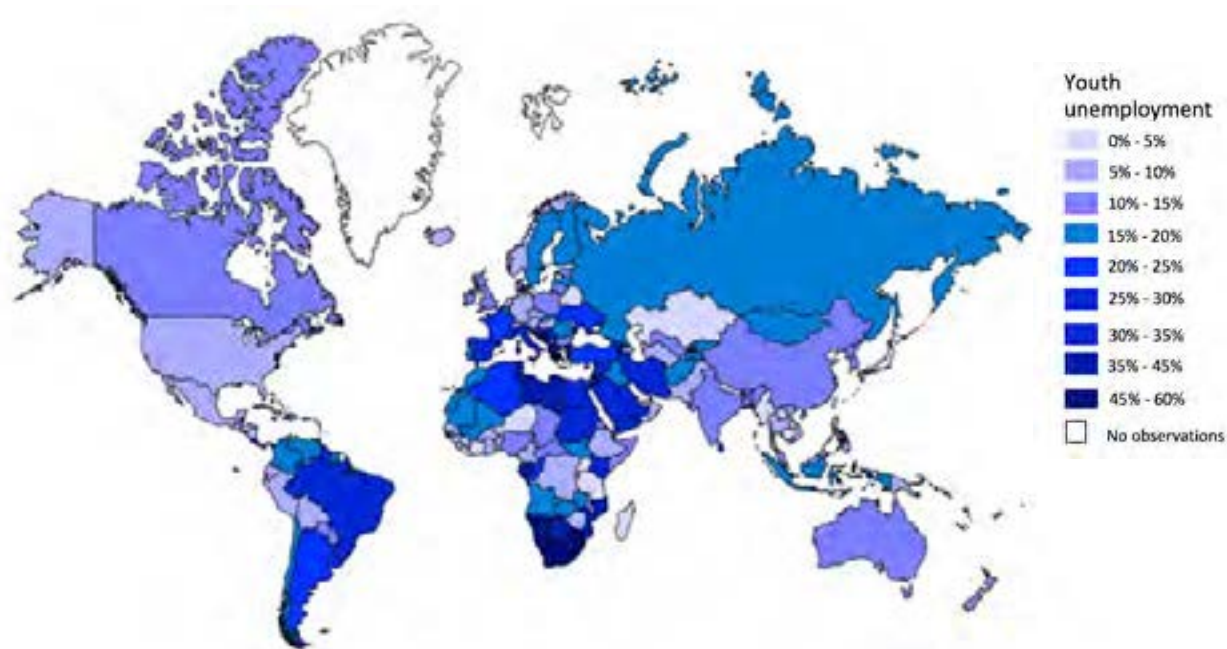 Youth
unemployment
0% - 5%
5% - 10%
10% - 15%
15% - 20%
20% - 25%
25% - 30%
30% - 35%
35% - 45%
45% - 60%
No observations